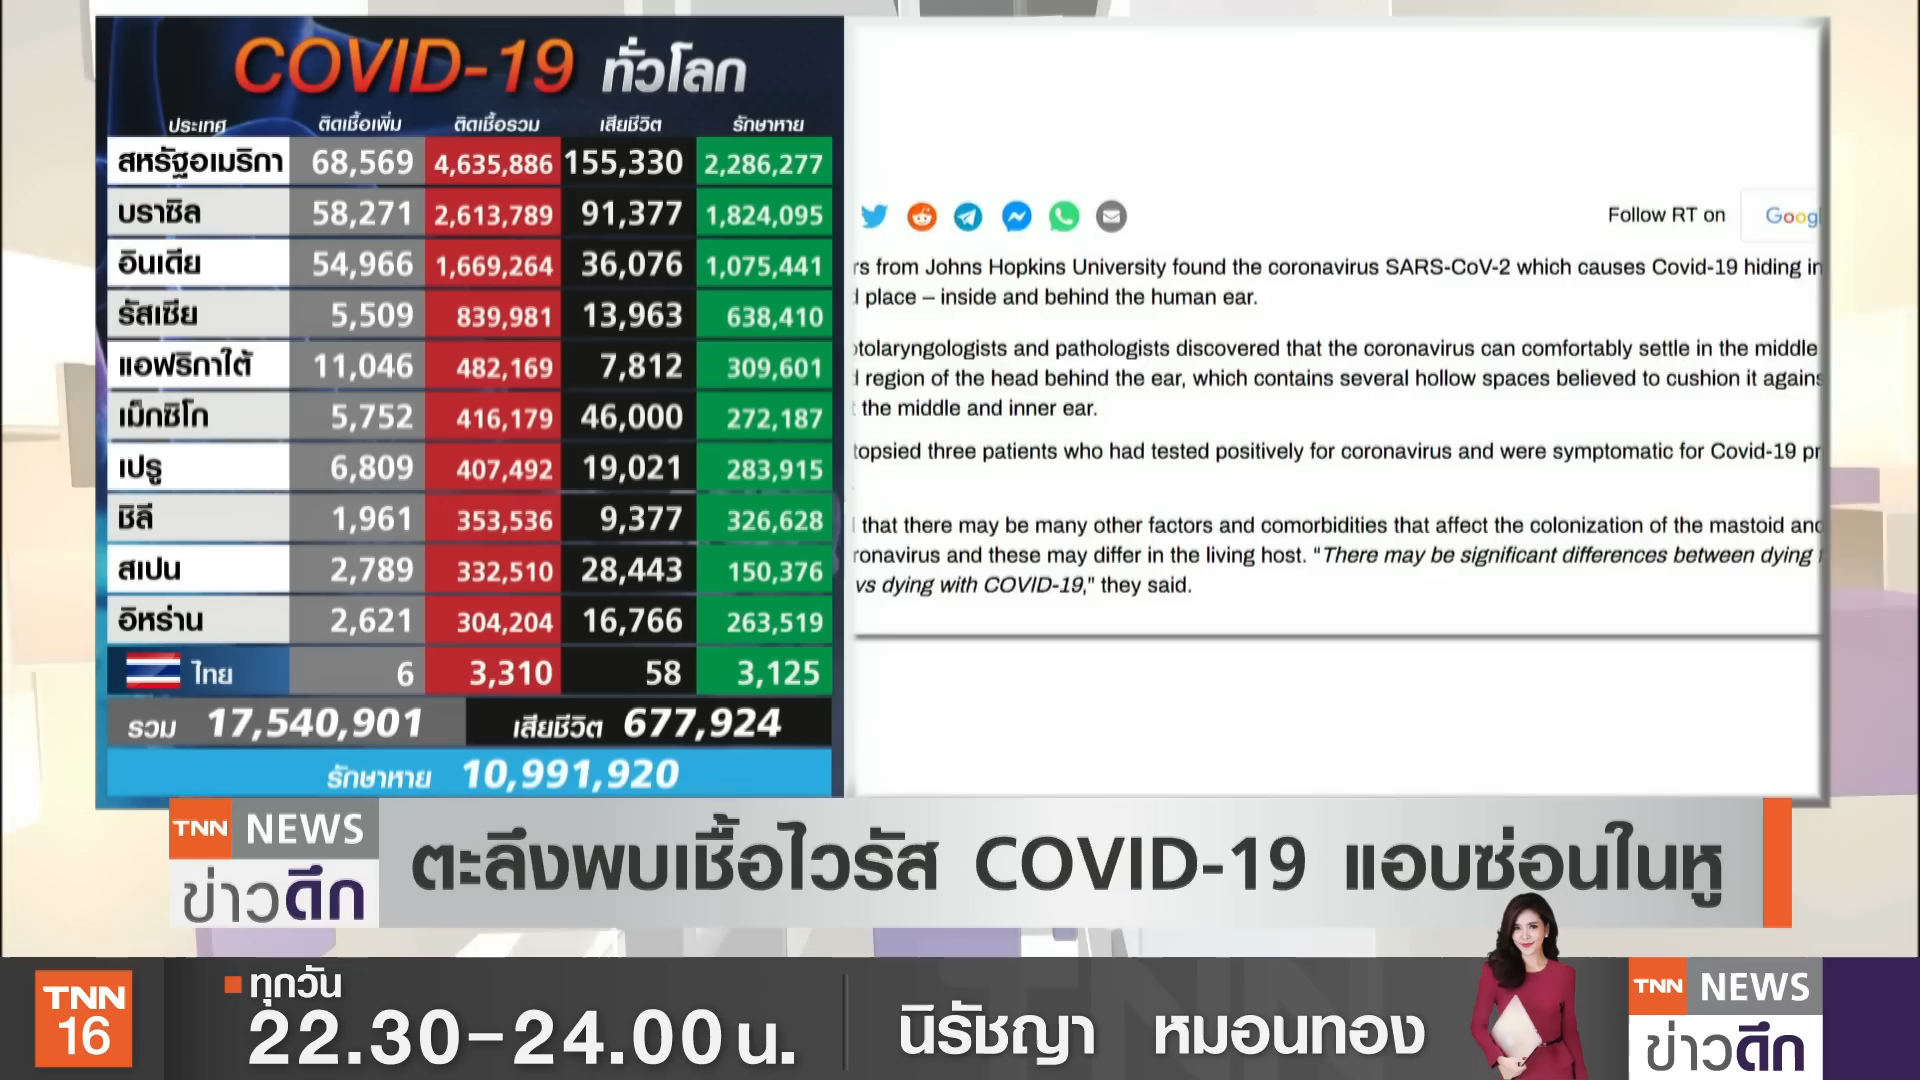 COVID-19 ทั่วโลก
ประเทศ ติดเชื้อเพิ่ม ติดเชื้อรวม เสียชีวิต รักษาหาย
สหรัฐอเมริกา 68,569 4,635,886 155,330 2,286,277
บราซิล 58,271 2,613,789 91,377 1,824,095
อินเดีย 54,966 1,669,264 36,076 1,075,441
รัสเซีย 5,509 839,981 13,963 638,410
แอฟริกาใต้ 11,046 482,169 7,812 309,601
เม็กซิโก 5,752 416,179 46,000 272,187
เปรู 6,809 407,492 19,021 283,915
ชิลี 1,961 353,536 9,377 326,628
สเปน 2,789 332,510 28,443 150,376
อิหร่าน 2,621 304,204 16,766 263,519
ไทย 6 3,310 58 3,125
รวม 17,540,901 เสียชีวิต 677,924
รักษาหาย 10,991,920
Follow RT on Goog
rs from Johns Hopkins University found the coronavirus SARS-CoV-2 which causes Covid-19 hiding in
place – inside and behind the human ear.
tolaryngologists and pathologists discovered that the coronavirus can comfortably settle in the middle
region of the head behind the ear, which contains several hollow spaces believed to cushion it agains
the middle and inner ear.
topsied three patients who had tested positively for coronavirus and were symptomatic for Covid-19 pr
that there may be many other factors and comorbidities that affect the colonization of the mastoid and
ronavirus and these may differ in the living host. "There may be significant differences between dying
vs dying with COVID-19," they said.
TNN NEWS
ข่าวดึก
ตะลึงพบเชื้อไวรัส COVID-19 แอบซ่อนในหู
TNN
16
ทุกวัน
22.30-24.00 น.
นิรัชญา หมอนทอง
TNN NEWS
ข่าวดึก